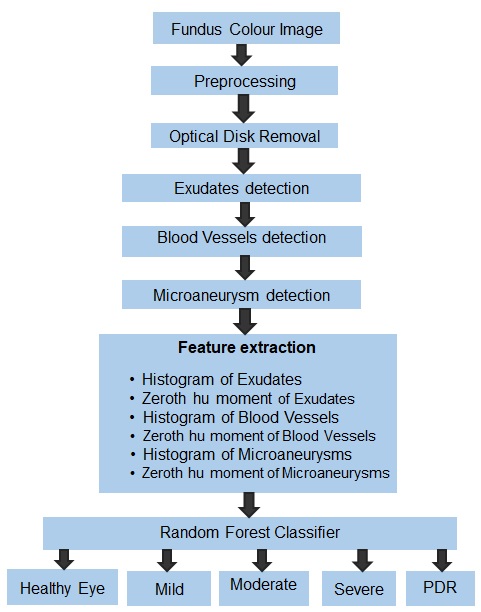 Fundus Colour Image
Preprocessing
Optical Disk Removal
Exudates detection
Blood Vessels detection
Microaneurysm detection
Feature extraction
• Histogram of Exudates
• Zeroth hu moment of Exudates
• Histogram of Blood Vessels
• Zeroth hu moment of Blood Vessels
• Histogram of Microaneurysms
• Zeroth hu moment of Microaneurysms
Random Forest Classifier
Healthy Eye
Mild
Moderate
Severe
PDR